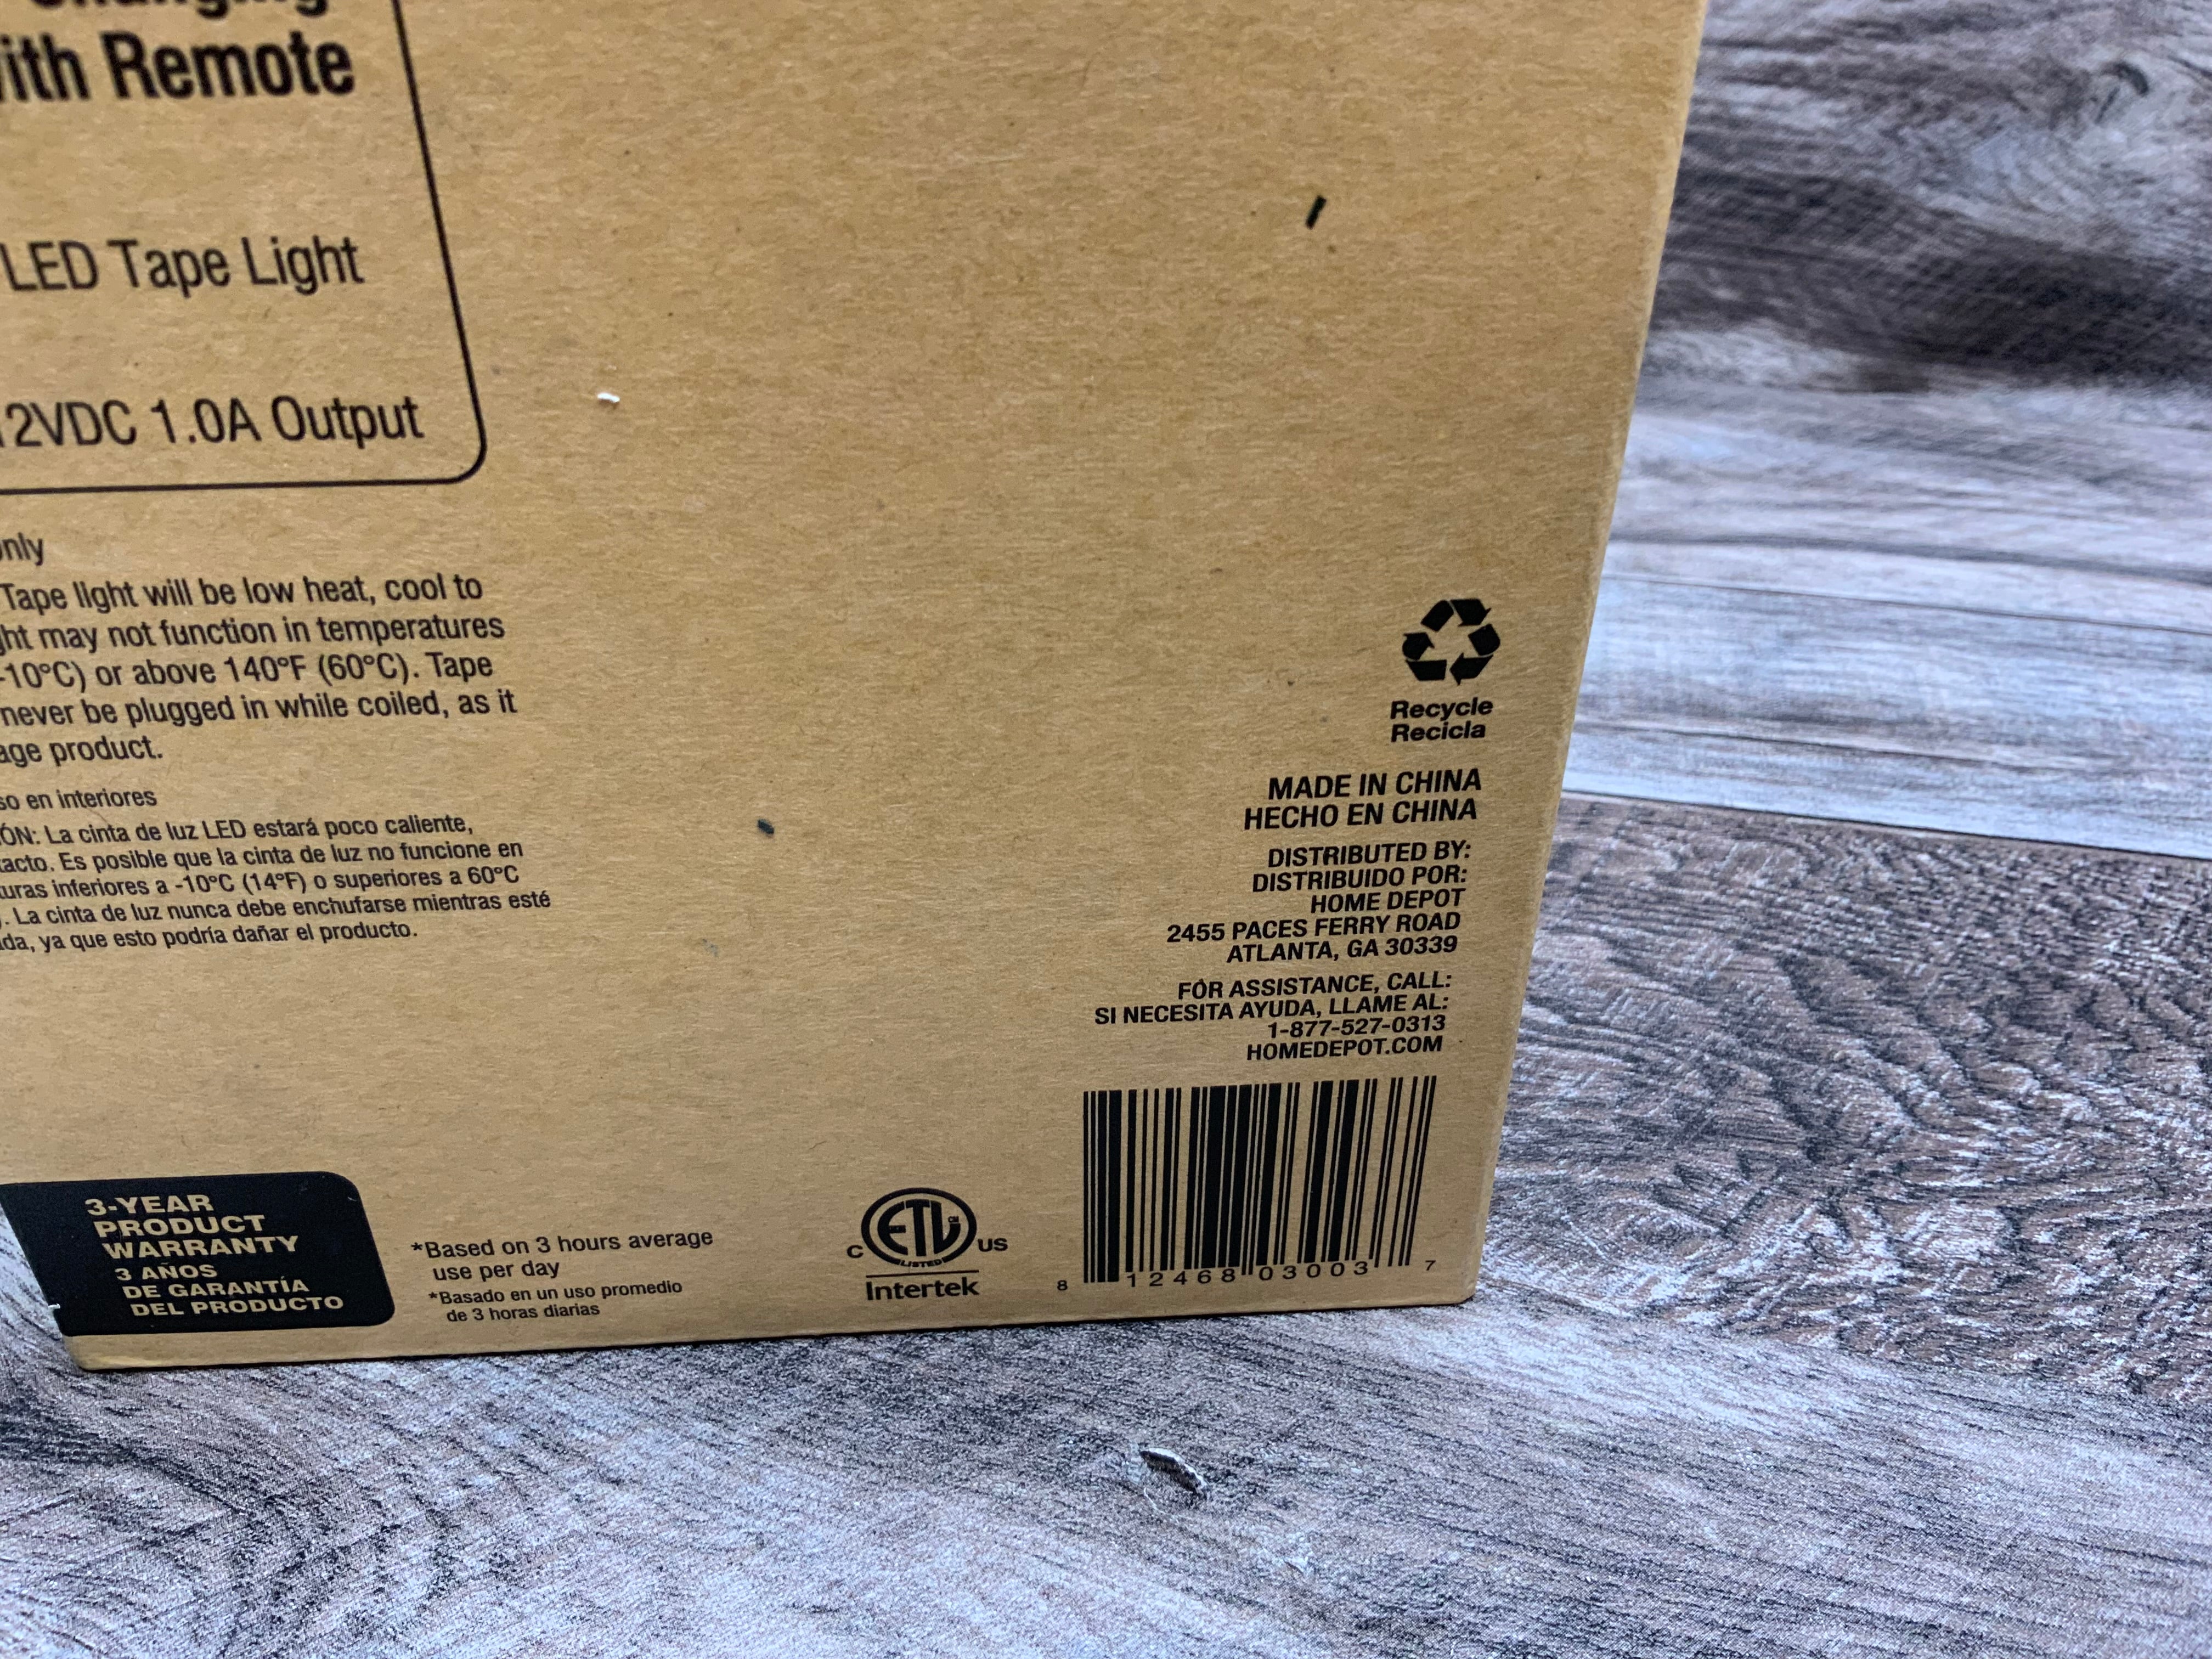 Changing
with Remote
LED Tape Light
12VDC 1.0A Output
only
Tape light will be low heat, cool to
ght may not function in temperatures
-10°C) or above 140°F (60°C). Tape
never be plugged in while coiled, as it
age product.
so en interiores
ÓN: La cinta de luz LED estará poco caliente,
tacto. Es posible que la cinta de luz no funcione en
uras inferiores a -10°C (14°F) o superiores a 60°C
). La cinta de luz nunca debe enchufarse mientras esté
da, ya que esto podría dañar el producto.
Recycle
Recicla
MADE IN CHINA
HECHO EN CHINA
DISTRIBUTED BY:
DISTRIBUIDO POR:
HOME DEPOT
2455 PACES FERRY ROAD
ATLANTA, GA 30339
FOR ASSISTANCE, CALL:
SI NECESITA AYUDA, LLAME AL:
1-877-527-0313
HOMEDEPOT.COM
3-YEAR
PRODUCT
WARRANTY
3 AÑOS
DE GARANTÍA
DEL PRODUCTO
*Based on 3 hours average
use per day
*Basado en un uso promedio
de 3 horas diarias
C ETL US
LISTED
Intertek
8 12468 03003 7